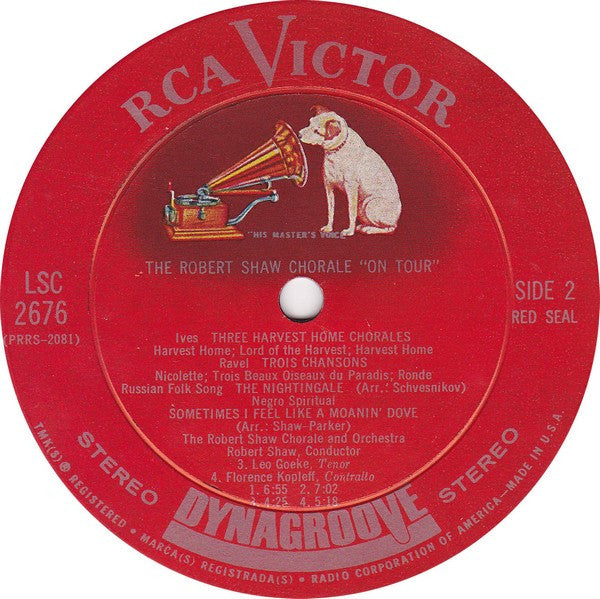 RCA VICTOR
"HIS MASTER'S VOICE"
THE ROBERT SHAW CHORALE "ON TOUR"
LSC
2676
(PRRS-2081)
SIDE 2
RED SEAL
Ives THREE HARVEST HOME CHORALES
Harvest Home; Lord of the Harvest; Harvest Home
Ravel TROIS CHANSONS
Nicolette; Trois Beaux Oiseaux du Paradis; Ronde
Russian Folk Song THE NIGHTINGALE (Arr.: Schvesnikov)
Negro Spiritual
SOMETIMES I FEEL LIKE A MOANIN' DOVE
(Arr.: Shaw-Parker)
The Robert Shaw Chorale and Orchestra
Robert Shaw, Conductor
3. Leo Goeke, Tenor
4. Florence Kopleff, Contralto
1. 6:55 2. 7:02
3. 4:25 4. 5:18
STEREO
DYNAGROOVE
STEREO
TMK(S) ® REGISTERED • MARCA(S) REGISTRADA(S) • RADIO CORPORATION OF AMERICA—MADE IN U.S.A.